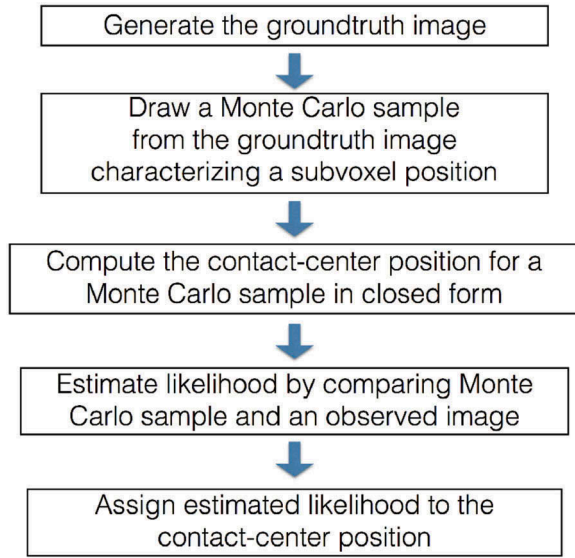 Generate the groundtruth image
Draw a Monte Carlo sample
from the groundtruth image
characterizing a subvoxel position
Compute the contact-center position for a
Monte Carlo sample in closed form
Estimate likelihood by comparing Monte
Carlo sample and an observed image
Assign estimated likelihood to the
contact-center position